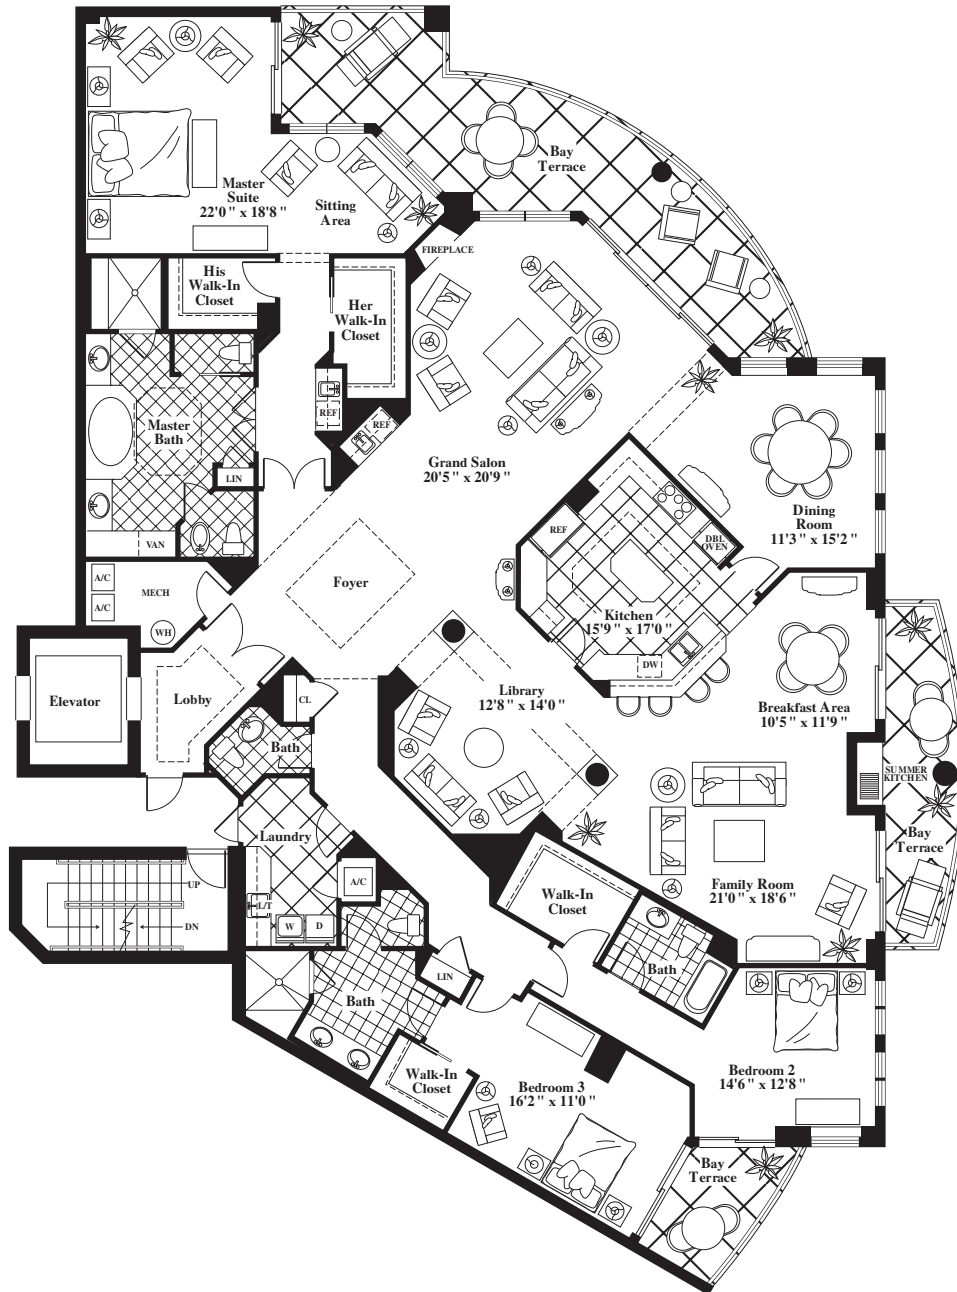 Bay
Terrace
Master
Suite
22'0" x 18'8"
Sitting
Area
FIREPLACE
His
Walk-In
Closet
Her
Walk-In
Closet
REF
REF
Master
Bath
LIN
VAN
Grand Salon
20'5" x 20'9"
Dining
Room
11'3" x 15'2"
REF
DBL
OVEN
Kitchen
15'9" x 17'0"
DW
Foyer
A/C
A/C
MECH
WH
Elevator
Lobby
CL
Library
12'8" x 14'0"
Breakfast Area
10'5" x 11'9"
Bath
SUMMER
KITCHEN
Bay
Terrace
Laundry
A/C
L/T
W
D
UP
DN
Walk-In
Closet
Family Room
21'0" x 18'6"
LIN
Bath
Bath
Walk-In
Closet
Bedroom 3
16'2" x 11'0"
Bedroom 2
14'6" x 12'8"
Bay
Terrace